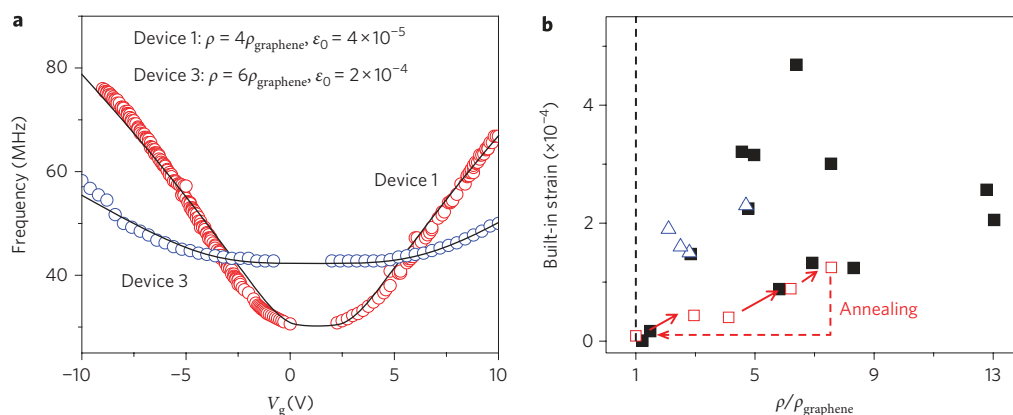 a
Device 1: ρ = 4ρgraphene, ε0 = 4 × 10−5
Device 3: ρ = 6ρgraphene, ε0 = 2 × 10−4
80
60
40
Frequency (MHz)
Device 1
Device 3
−10
−5
0
5
10
Vg (V)
b
4
2
0
Built-in strain (×10−4)
Annealing
1
5
9
13
ρ/ρgraphene